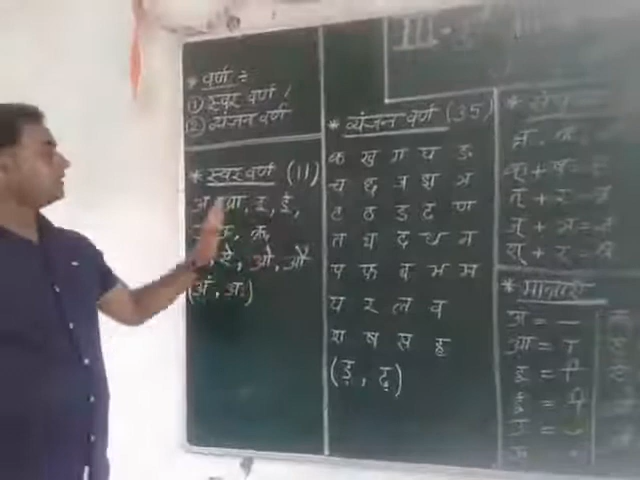 III-
* वर्ण ÷
① स्वर वर्ण
② व्यंजन वर्ण
* स्वर वर्ण (11)
अ, आ, इ, ई,
ऊ, ऋ,
ऐ, ओ, औ
(अं, अः)
* व्यंजन वर्ण (35)
क ख ग घ ङ
च छ ज झ ञ
ट ठ ड ढ ण
त थ द ध न
प फ ब भ म
य र ल व
श ष स ह
(ड़, ढ़)
*
क् + ष =
त् + र = त्र
ज् + ञ = ज्ञ
श् + र = श्र
* मात्राएँ
अ = —
आ = ा
इ = ि
ई = ी
उ = ु
ऊ =